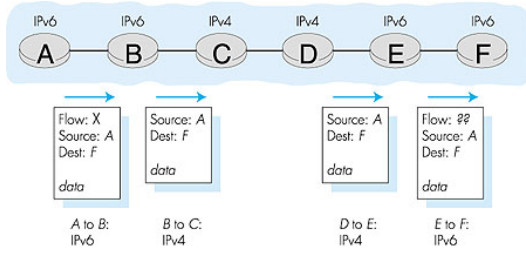 IPv6 IPv6 IPv4 IPv4 IPv6 IPv6
A B C D E F
Flow: X
Source: A
Dest: F
data
Source: A
Dest: F
data
Source: A
Dest: F
data
Flow: ??
Source: A
Dest: F
data
A to B:
IPv6
B to C:
IPv4
D to E:
IPv4
E to F:
IPv6